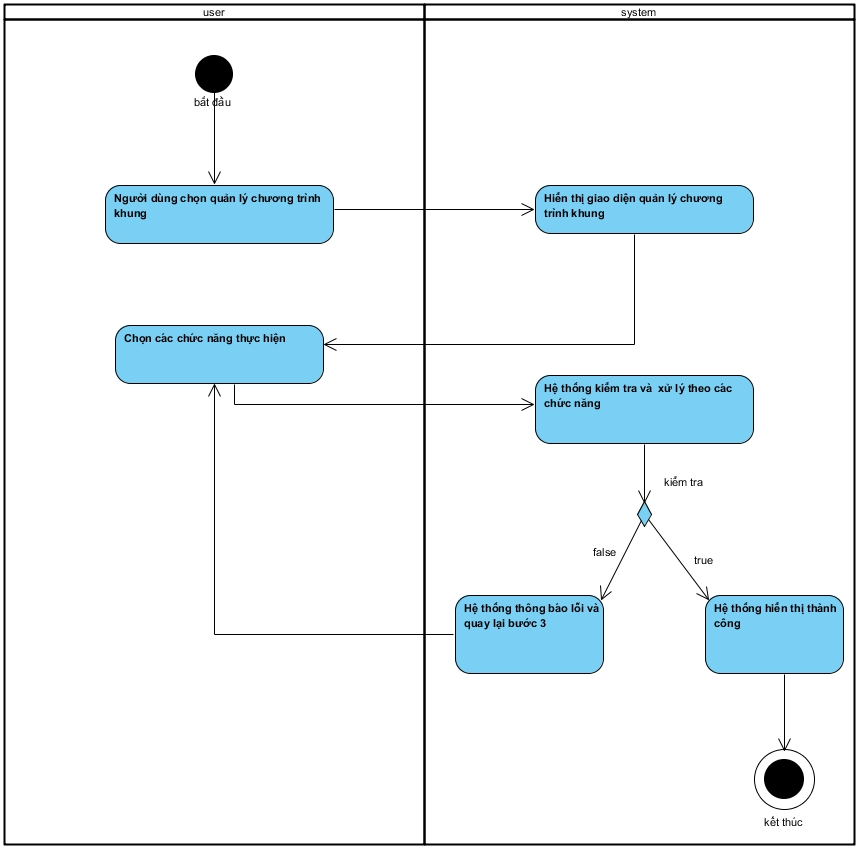 user
system
bắt đầu
Người dùng chọn quản lý chương trình
khung
Hiển thị giao diện quản lý chương
trình khung
Chọn các chức năng thực hiện
Hệ thống kiểm tra và xử lý theo các
chức năng
kiểm tra
false
true
Hệ thống thông báo lỗi và
quay lại bước 3
Hệ thống hiển thị thành
công
kết thúc